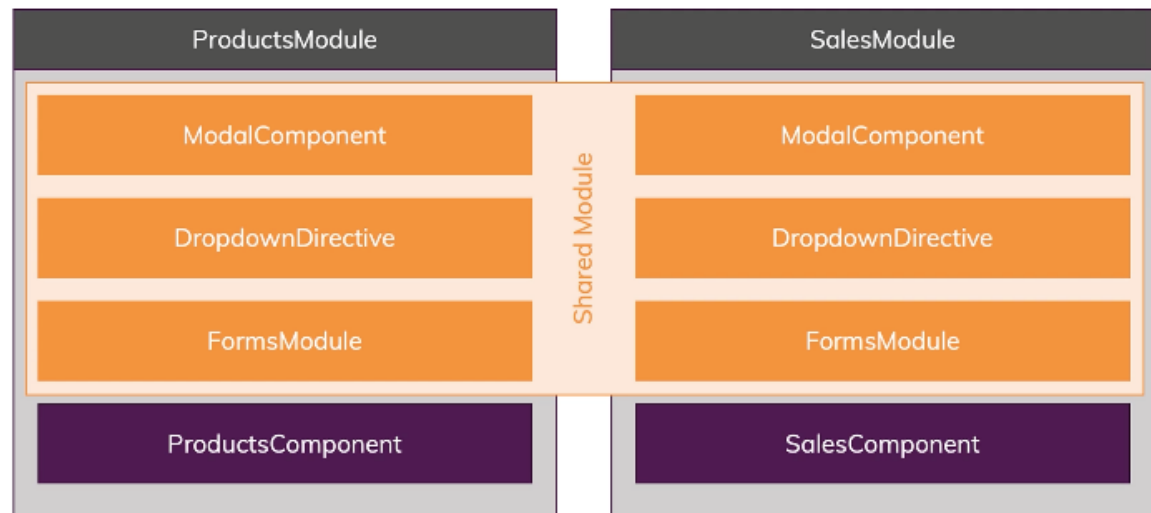 ProductsModule
SalesModule
ModalComponent
ModalComponent
DropdownDirective
Shared Module
DropdownDirective
FormsModule
FormsModule
ProductsComponent
SalesComponent